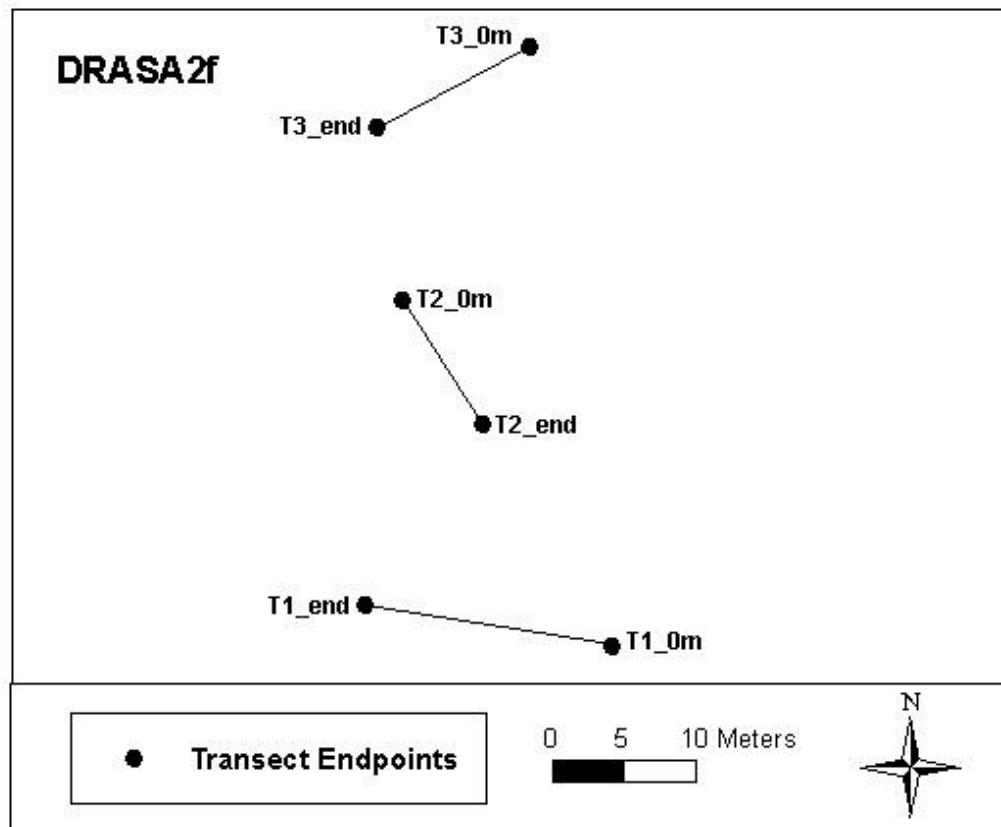 T3_0m
DRASA2f
T3_end
T2_0m
T2_end
T1_end
T1_0m
N
0 5 10 Meters
Transect Endpoints